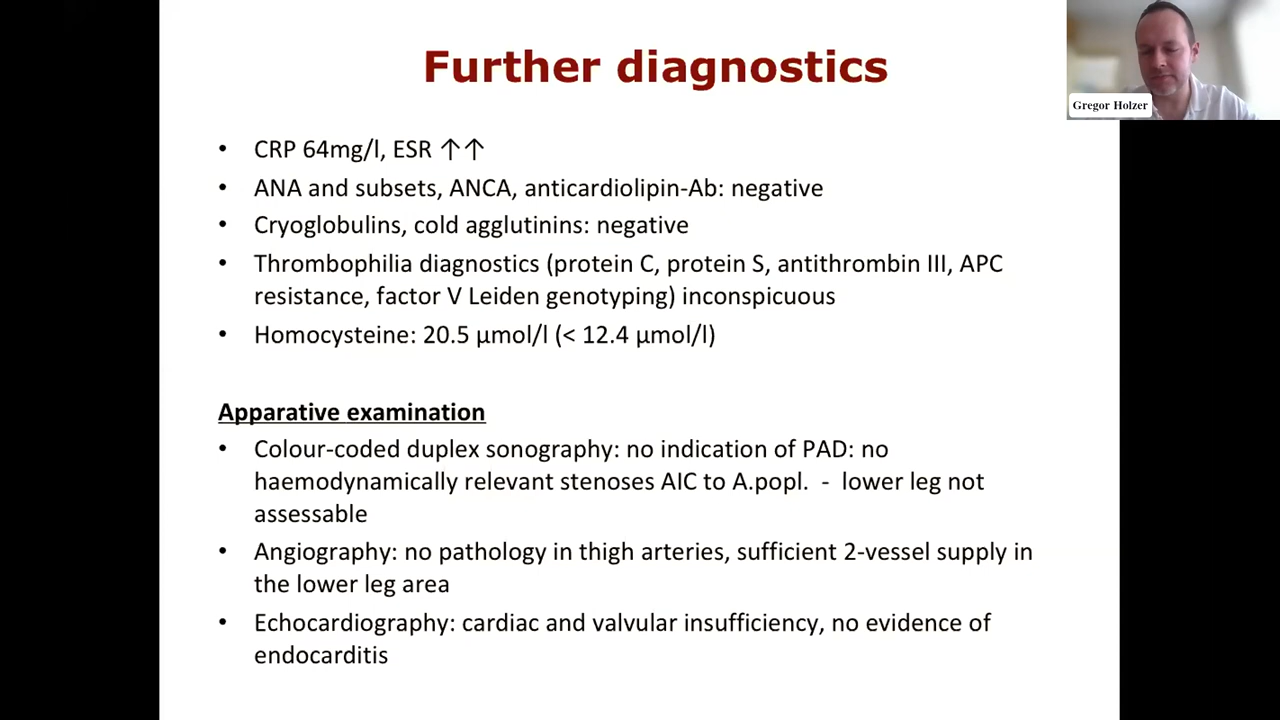 Further diagnostics
Gregor Holzer
• CRP 64mg/l, ESR ↑↑
• ANA and subsets, ANCA, anticardiolipin-Ab: negative
• Cryoglobulins, cold agglutinins: negative
• Thrombophilia diagnostics (protein C, protein S, antithrombin III, APC
resistance, factor V Leiden genotyping) inconspicuous
• Homocysteine: 20.5 µmol/l (< 12.4 µmol/l)
Apparative examination
• Colour-coded duplex sonography: no indication of PAD: no
haemodynamically relevant stenoses AIC to A.popl. - lower leg not
assessable
• Angiography: no pathology in thigh arteries, sufficient 2-vessel supply in
the lower leg area
• Echocardiography: cardiac and valvular insufficiency, no evidence of
endocarditis